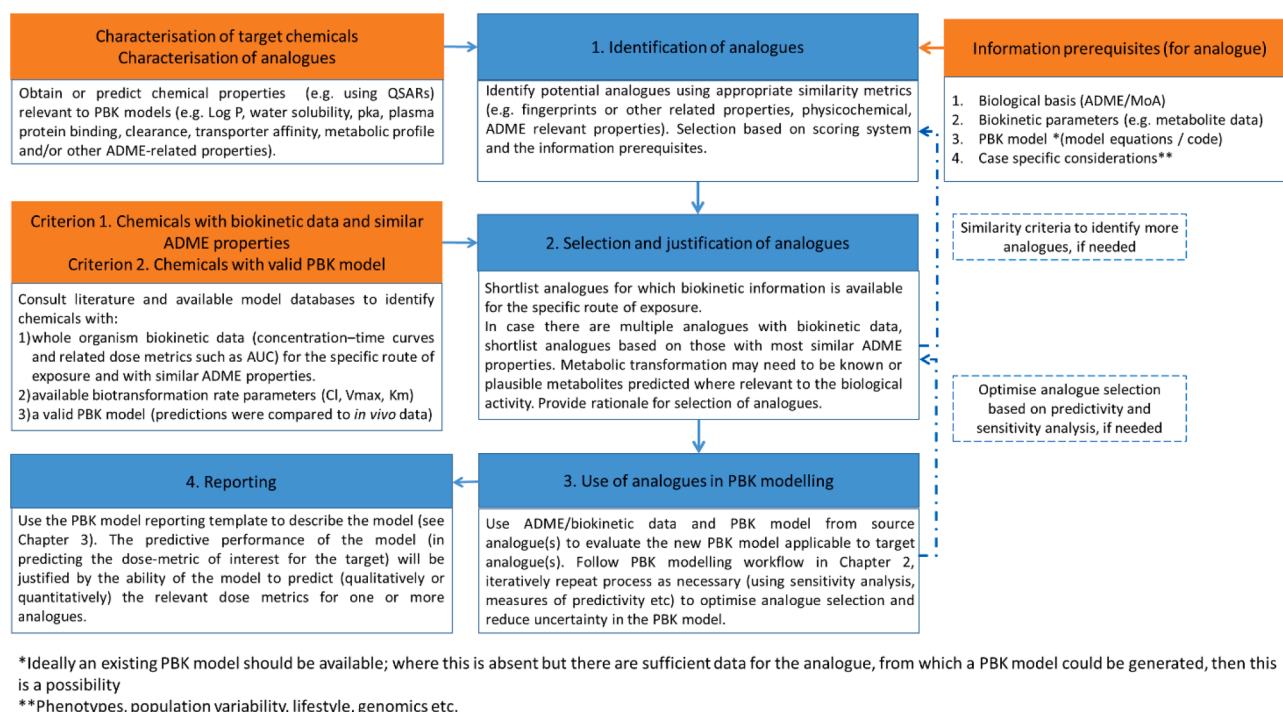 Characterisation of target chemicals
Characterisation of analogues
Obtain or predict chemical properties (e.g. using QSARs)
relevant to PBK models (e.g. Log P, water solubility, pka, plasma
protein binding, clearance, transporter affinity, metabolic profile
and/or other ADME-related properties).
1. Identification of analogues
Identify potential analogues using appropriate similarity metrics
(e.g. fingerprints or other related properties, physicochemical,
ADME relevant properties). Selection based on scoring system
and the information prerequisites.
Information prerequisites (for analogue)
1. Biological basis (ADME/MoA)
2. Biokinetic parameters (e.g. metabolite data)
3. PBK model *(model equations / code)
4. Case specific considerations**
Criterion 1. Chemicals with biokinetic data and similar
ADME properties
Criterion 2. Chemicals with valid PBK model
Consult literature and available model databases to identify
chemicals with:
1)whole organism biokinetic data (concentration–time curves
and related dose metrics such as AUC) for the specific route of
exposure and with similar ADME properties.
2)available biotransformation rate parameters (Cl, Vmax, Km)
3)a valid PBK model (predictions were compared to in vivo data)
2. Selection and justification of analogues
Shortlist analogues for which biokinetic information is available
for the specific route of exposure.
In case there are multiple analogues with biokinetic data,
shortlist analogues based on those with most similar ADME
properties. Metabolic transformation may need to be known or
plausible metabolites predicted where relevant to the biological
activity. Provide rationale for selection of analogues.
Similarity criteria to identify more
analogues, if needed
Optimise analogue selection
based on predictivity and
sensitivity analysis, if needed
4. Reporting
Use the PBK model reporting template to describe the model (see
Chapter 3). The predictive performance of the model (in
predicting the dose-metric of interest for the target) will be
justified by the ability of the model to predict (qualitatively or
quantitatively) the relevant dose metrics for one or more
analogues.
3. Use of analogues in PBK modelling
Use ADME/biokinetic data and PBK model from source
analogue(s) to evaluate the new PBK model applicable to target
analogue(s). Follow PBK modelling workflow in Chapter 2,
iteratively repeat process as necessary (using sensitivity analysis,
measures of predictivity etc) to optimise analogue selection and
reduce uncertainty in the PBK model.
*Ideally an existing PBK model should be available; where this is absent but there are sufficient data for the analogue, from which a PBK model could be generated, then this
is a possibility
**Phenotypes, population variability, lifestyle, genomics etc.